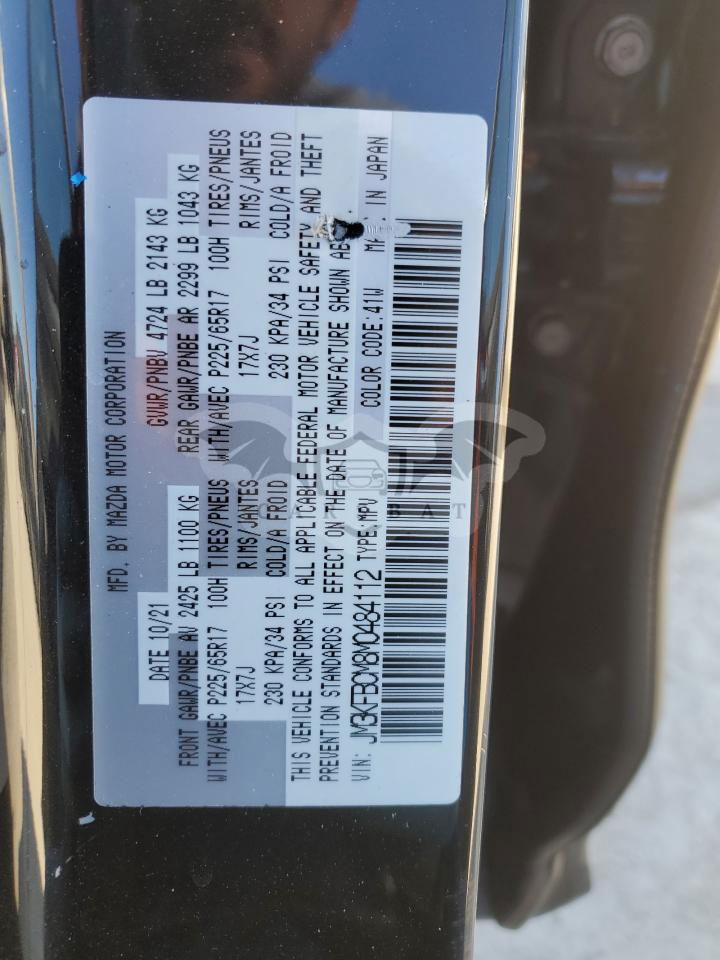 MFD. BY MAZDA MOTOR CORPORATION
DATE 10/21 GVWR/PNBV 4724 LB 2143 KG
FRONT GAWR/PNBE AV 2425 LB 1100 KG REAR GAWR/PNBE AR 2299 LB 1043 KG
WITH/AVEC P225/65R17 100H TIRES/PNEUS WITH/AVEC P225/65R17 100H TIRES/PNEUS
17X7J RIMS/JANTES 17X7J RIMS/JANTES
230 KPA/34 PSI COLD/A FROID 230 KPA/34 PSI COLD/A FROID
THIS VEHICLE CONFORMS TO ALL APPLICABLE FEDERAL MOTOR VEHICLE SAFETY AND THEFT
PREVENTION STANDARDS IN EFFECT ON THE DATE OF MANUFACTURE SHOWN
VIN: JM3KFBCM8M0484112 TYPE: MPV COLOR CODE: 41W IN JAPAN
CAR BAT